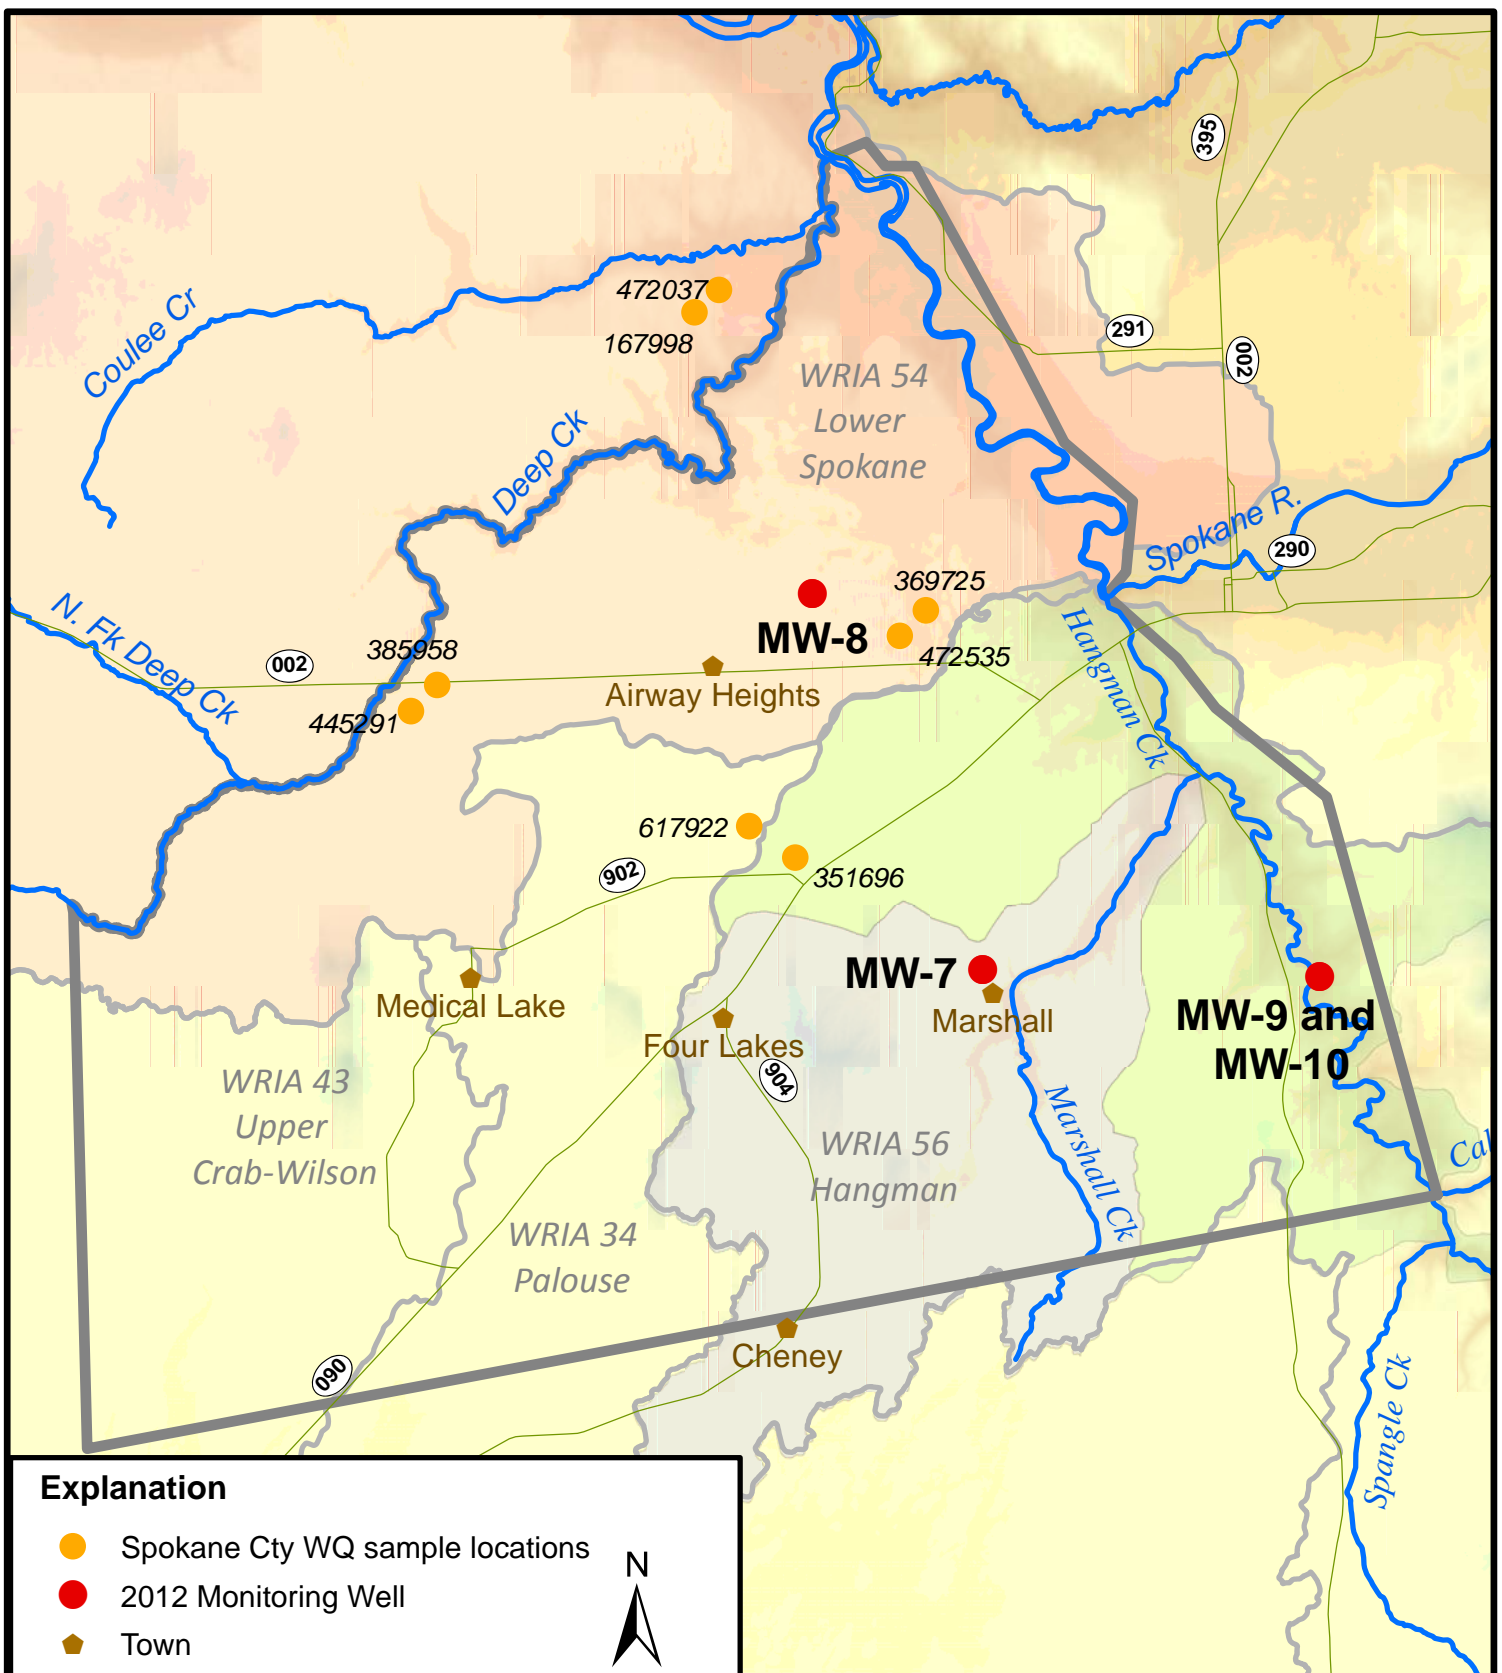 395
472037
291
Coulee Cr
167998
002
WRIA 54
Lower
Spokane
Deep Ck
Spokane R.
290
369725
N. Fk Deep Ck
MW-8
Hangman Ck
385958
002
472535
Airway Heights
445291
617922
902
351696
MW-7
Medical Lake
Marshall
MW-9 and
MW-10
Four Lakes
904
WRIA 43
Upper
Crab-Wilson
Marshall Ck
WRIA 56
Hangman
Cal
WRIA 34
Palouse
Cheney
090
Spangle Ck
Explanation
Spokane Cty WQ sample locations
N
2012 Monitoring Well
Town